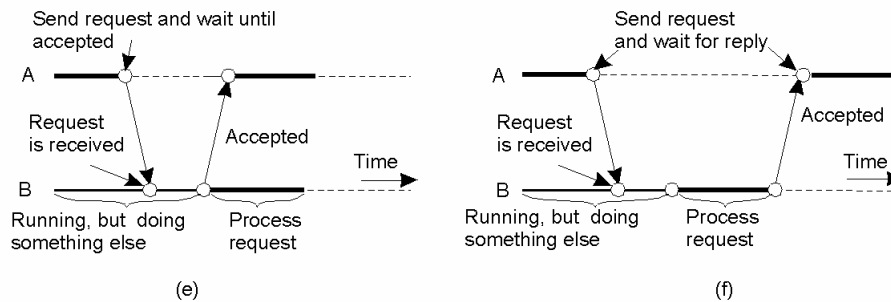 Send request and wait until
accepted
A
Request
is received
Accepted
Time
B
Running, but doing
something else
Process
request
(e)
Send request
and wait for reply
A
Request
is received
Accepted
Time
B
Running, but doing
something else
Process
request
(f)